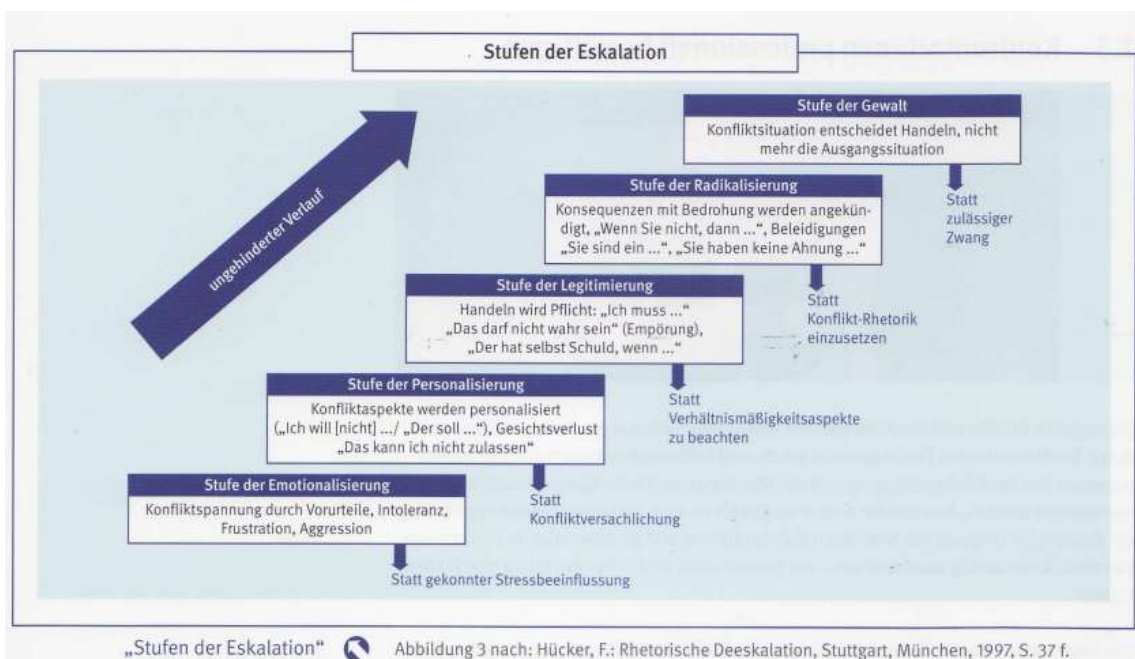 Stufen der Eskalation
ungehinderter Verlauf
Stufe der Gewalt
Konfliktsituation entscheidet Handeln, nicht
mehr die Ausgangssituation
Statt
zulässiger
Zwang
Stufe der Radikalisierung
Konsequenzen mit Bedrohung werden angekün-
digt, „Wenn Sie nicht, dann ...“, Beleidigungen
„Sie sind ein ...“, „Sie haben keine Ahnung ...“
Statt
Konflikt-Rhetorik
einzusetzen
Stufe der Legitimierung
Handeln wird Pflicht: „Ich muss ...“
„Das darf nicht wahr sein“ (Empörung),
„Der hat selbst Schuld, wenn ...“
Statt
Verhältnismäßigkeitsaspekte
zu beachten
Stufe der Personalisierung
Konfliktaspekte werden personalisiert
(„Ich will [nicht] .../ „Der soll ...“), Gesichtsverlust
„Das kann ich nicht zulassen“
Statt
Konfliktversachlichung
Stufe der Emotionalisierung
Konfliktspannung durch Vorurteile, Intoleranz,
Frustration, Aggression
Statt gekonnter Stressbeeinflussung
„Stufen der Eskalation“ Abbildung 3 nach: Hücker, F.: Rhetorische Deeskalation, Stuttgart, München, 1997, S. 37 f.